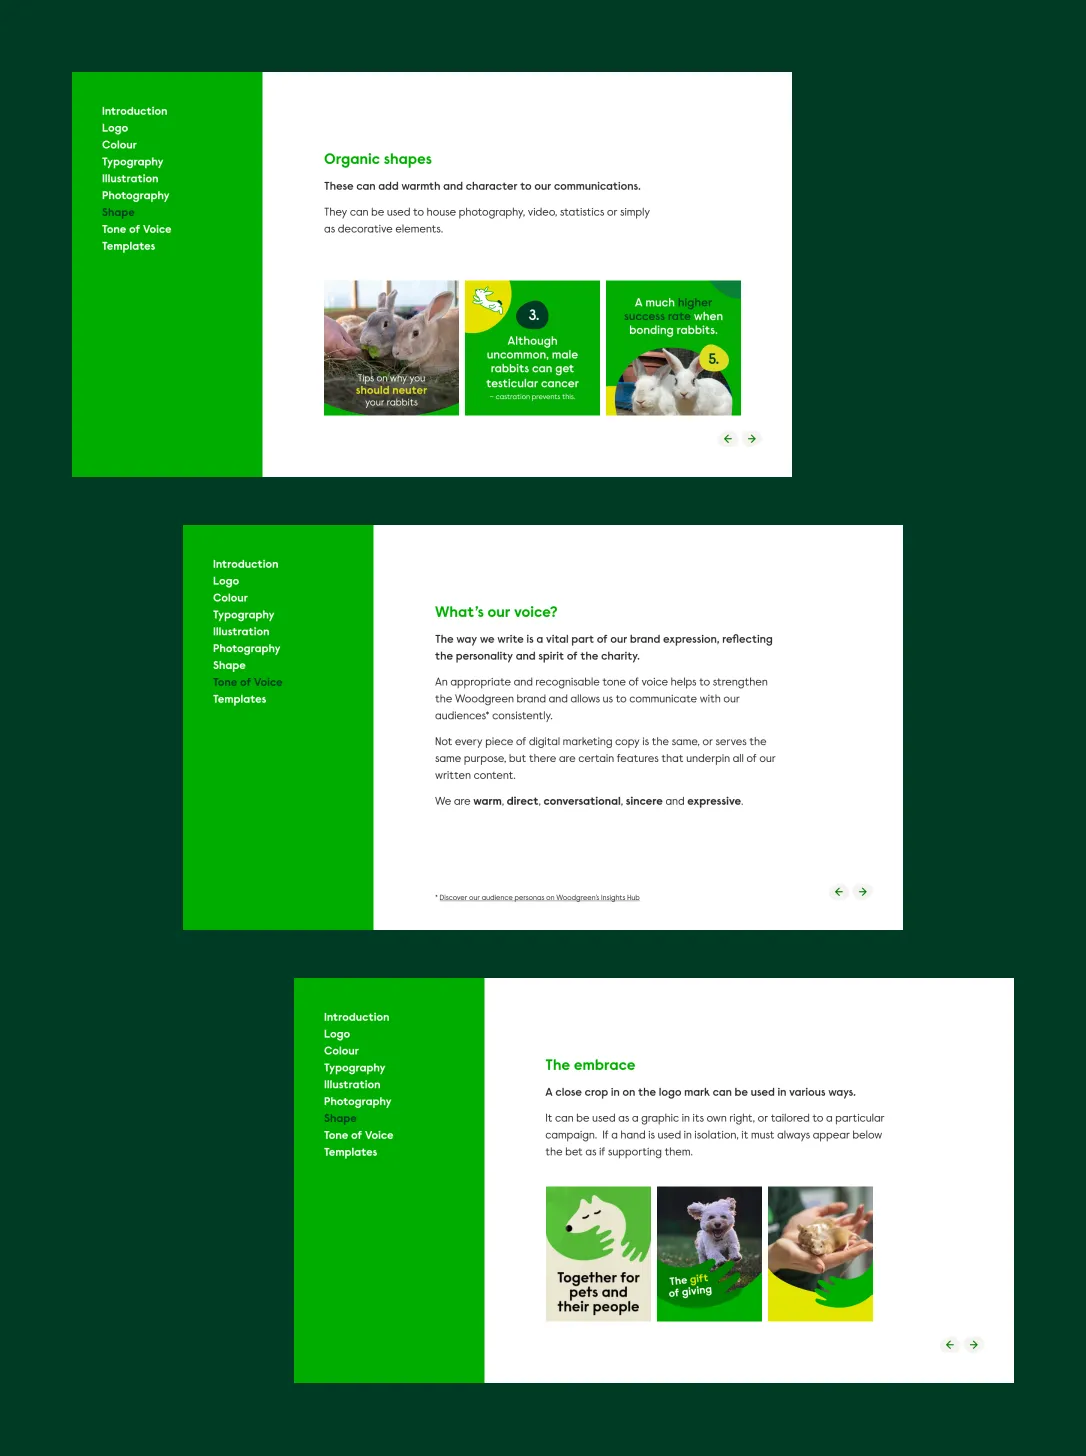 Introduction
Logo
Colour
Typography
Illustration
Photography
Shape
Tone of Voice
Templates
Organic shapes
These can add warmth and character to our communications.
They can be used to house photography, video, statistics or simply
as decorative elements.
Tips on why you
should neuter
your rabbits
3.
Although
uncommon, male
rabbits can get
testicular cancer
– castration prevents this.
A much higher
success rate when
bonding rabbits.
5.
Introduction
Logo
Colour
Typography
Illustration
Photography
Shape
Tone of Voice
Templates
What's our voice?
The way we write is a vital part of our brand expression, reflecting
the personality and spirit of the charity.
An appropriate and recognisable tone of voice helps to strengthen
the Woodgreen brand and allows us to communicate with our
audiences* consistently.
Not every piece of digital marketing copy is the same, or serves the
same purpose, but there are certain features that underpin all of our
written content.
We are warm, direct, conversational, sincere and expressive.
* Discover our audience personas on Woodgreen's Insights Hub
Introduction
Logo
Colour
Typography
Illustration
Photography
Shape
Tone of Voice
Templates
The embrace
A close crop in on the logo mark can be used in various ways.
It can be used as a graphic in its own right, or tailored to a particular
campaign. If a hand is used in isolation, it must always appear below
the bet as if supporting them.
Together for
pets and
their people
The gift
of giving